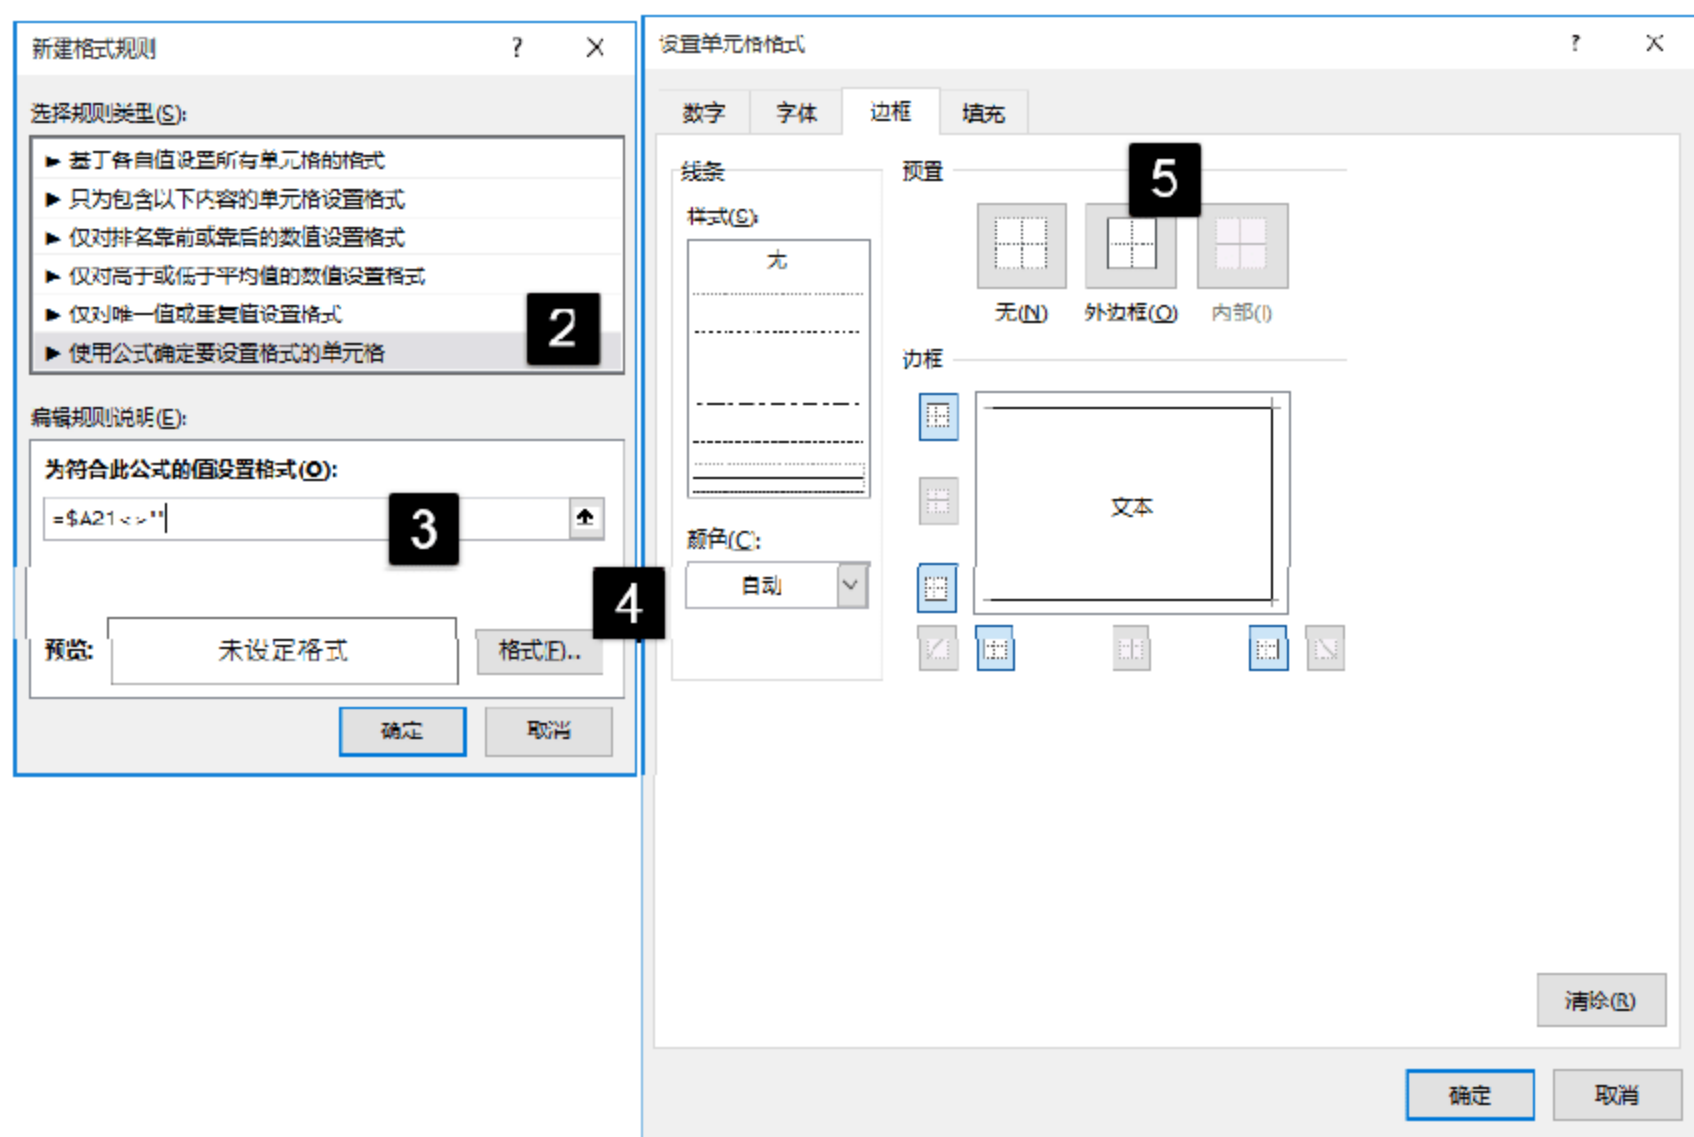 新建格式规则
选择规则类型(S):
► 基于各自值设置所有单元格的格式
► 只为包含以下内容的单元格设置格式
► 仅对排名靠前或靠后的数值设置格式
► 仅对高于或低于平均值的数值设置格式
► 仅对唯一值或重复值设置格式
► 使用公式确定要设置格式的单元格
2
编辑规则说明(E):
为符合此公式的值设置格式(O):
=$A21<>""
3
4
预览:
未设定格式
格式(F)..
确定
取消
设置单元格格式
数字
字体
边框
填充
线条
样式(S):
无
颜色(C):
自动
预置
5
无(N)
外边框(O)
内部(I)
边框
文本
清除(R)
确定
取消